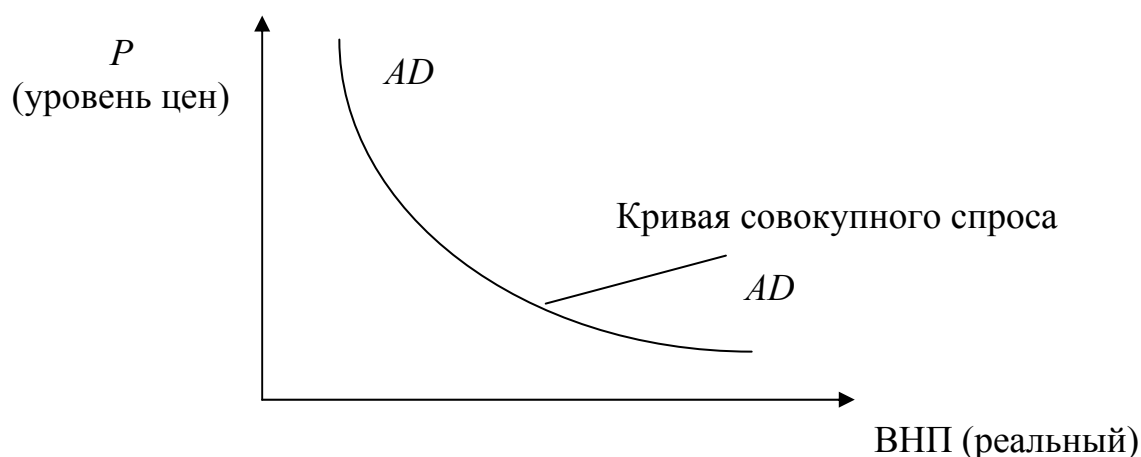 P
(уровень цен)
AD
Кривая совокупного спроса
AD
ВНП (реальный)